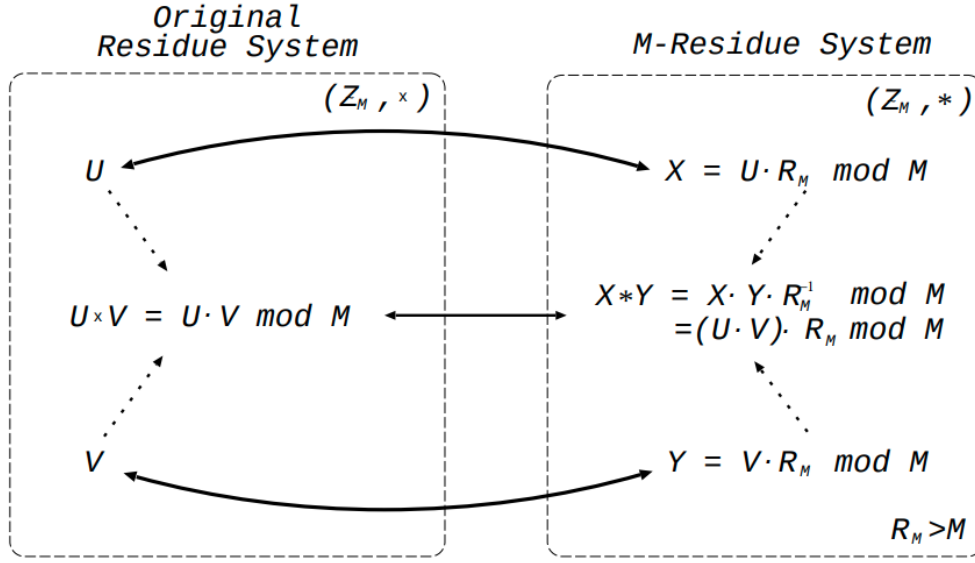 Original
Residue System
M-Residue System
(Z_M, ×)
(Z_M, *)
U
X = U·R_M mod M
U×V = U·V mod M
X*Y = X·Y·R_M^-1 mod M
=(U·V)·R_M mod M
V
Y = V·R_M mod M
R_M>M